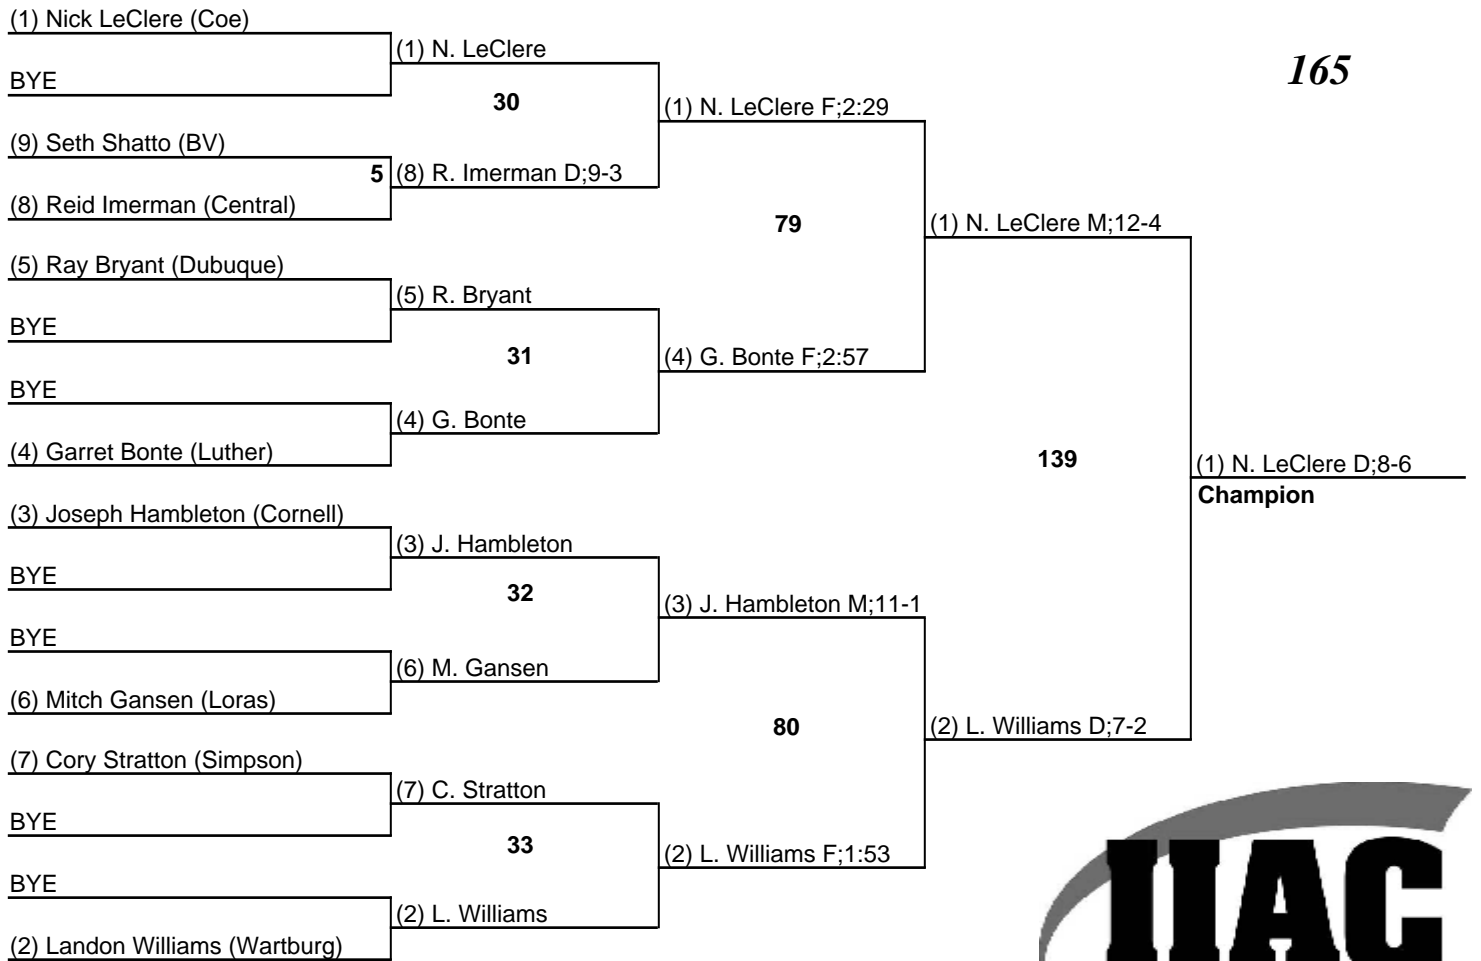 (1) Nick LeClere (Coe)
BYE
(9) Seth Shatto (BV)
(8) Reid Imerman (Central)
(5) Ray Bryant (Dubuque)
BYE
BYE
(4) Garret Bonte (Luther)
(3) Joseph Hambleton (Cornell)
BYE
BYE
(6) Mitch Gansen (Loras)
(7) Cory Stratton (Simpson)
BYE
BYE
(2) Landon Williams (Wartburg)
5
(1) N. LeClere
30
(8) R. Imerman D;9-3
(5) R. Bryant
31
(4) G. Bonte
(3) J. Hambleton
32
(6) M. Gansen
(7) C. Stratton
33
(2) L. Williams
(1) N. LeClere F;2:29
79
(4) G. Bonte F;2:57
(3) J. Hambleton M;11-1
80
(2) L. Williams F;1:53
(1) N. LeClere M;12-4
139
(2) L. Williams D;7-2
(1) N. LeClere D;8-6
Champion
165
IIAC